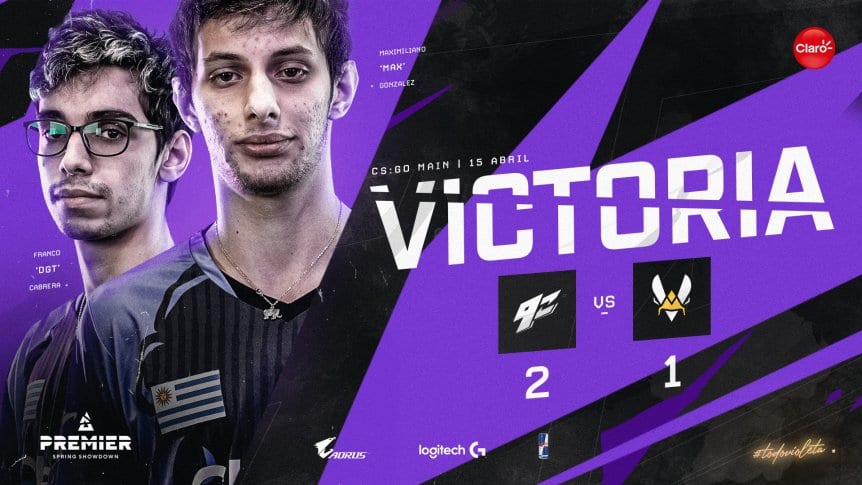 Claro
MAXIMILIANO
'MAX'
GONZALEZ
CS:GO MAIN | 15 ABRIL
VICTORIA
FRANCO
'DGT'
CABRERA
9z
VS
2
1
PREMIER
SPRING SHOWDOWN
AORUS
logitech G
#todovioleta